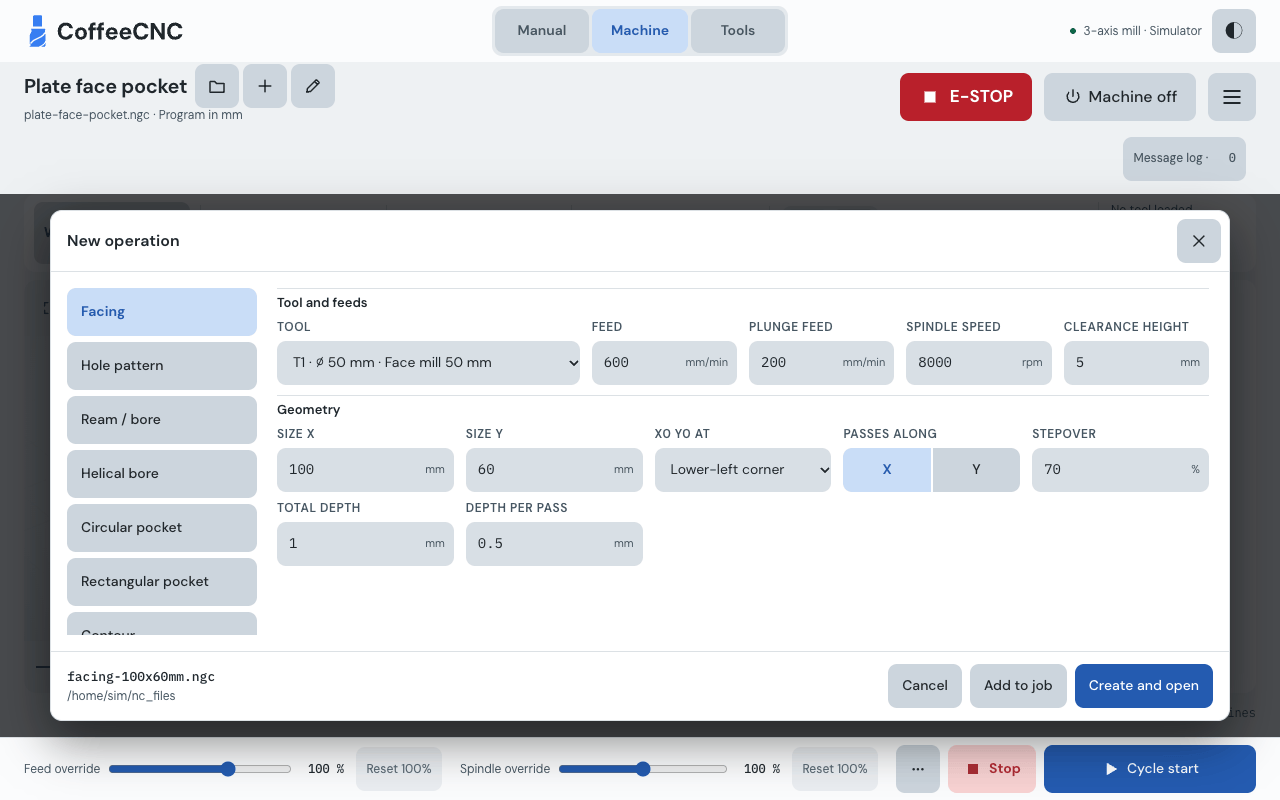 CoffeeCNC
Manual
Machine
Tools
3-axis mill · Simulator
Plate face pocket
plate-face-pocket.ngc · Program in mm
E-STOP
Machine off
Message log · 0
No tool loaded
New operation
Facing
Hole pattern
Ream / bore
Helical bore
Circular pocket
Rectangular pocket
Contour
Tool and feeds
TOOL FEED PLUNGE FEED SPINDLE SPEED CLEARANCE HEIGHT
T1 · ⌀ 50 mm · Face mill 50 mm 600 mm/min 200 mm/min 8000 rpm 5 mm
Geometry
SIZE X SIZE Y X0 Y0 AT PASSES ALONG STEPOVER
100 mm 60 mm Lower-left corner X Y 70 %
TOTAL DEPTH DEPTH PER PASS
1 mm 0.5 mm
facing-100x60mm.ngc
/home/sim/nc_files
Cancel
Add to job
Create and open
Feed override 100 % Reset 100% Spindle override 100 % Reset 100% ... Stop Cycle start